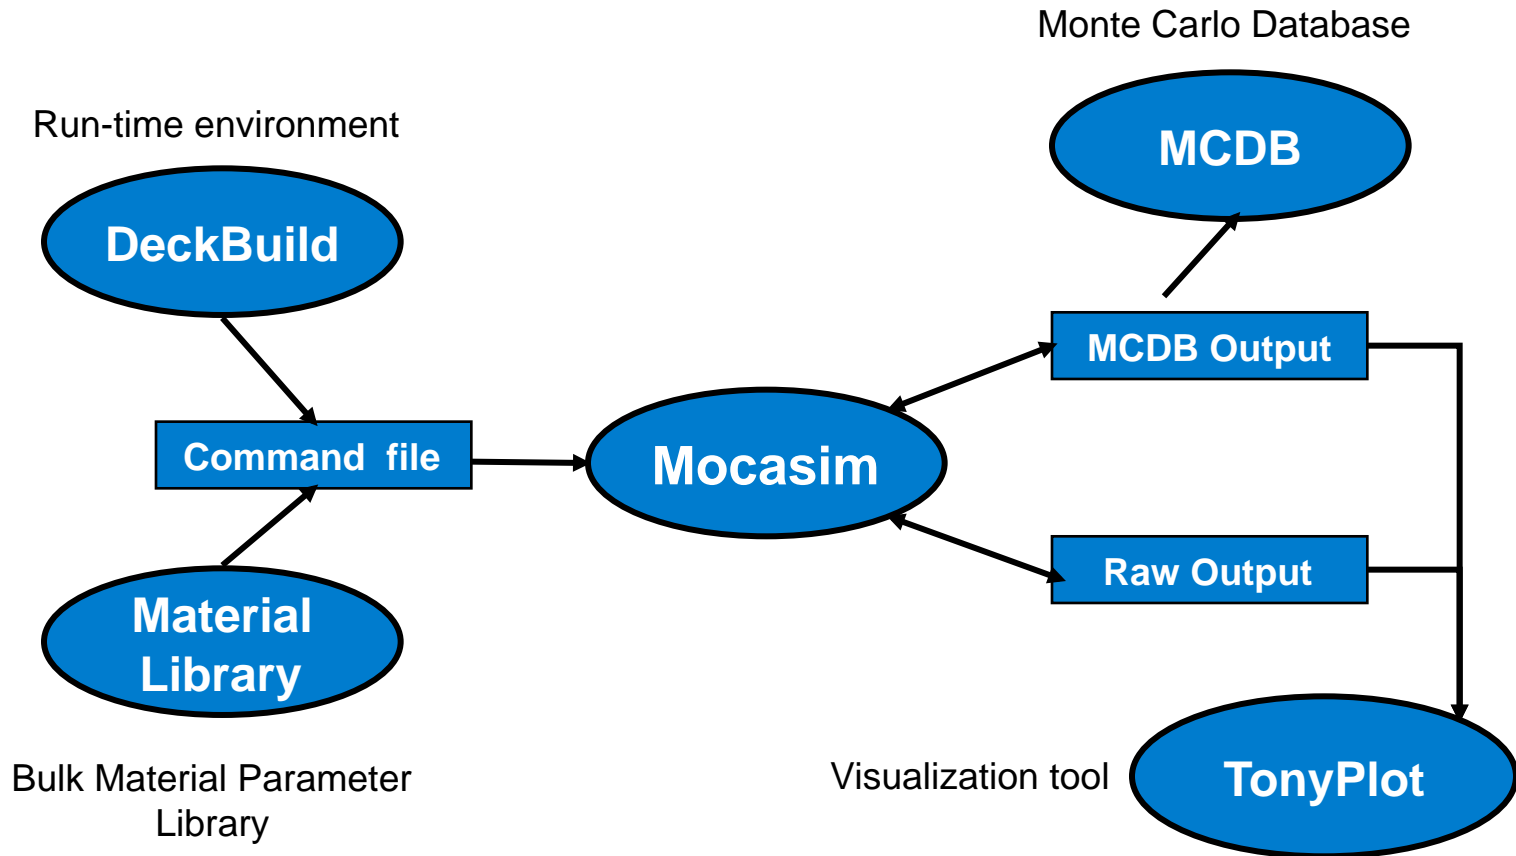 Monte Carlo Database
MCDB
Run-time environment
DeckBuild
MCDB Output
Command  file
Mocasim
Raw Output
Material
Library
Bulk Material Parameter
Library
Visualization tool
TonyPlot